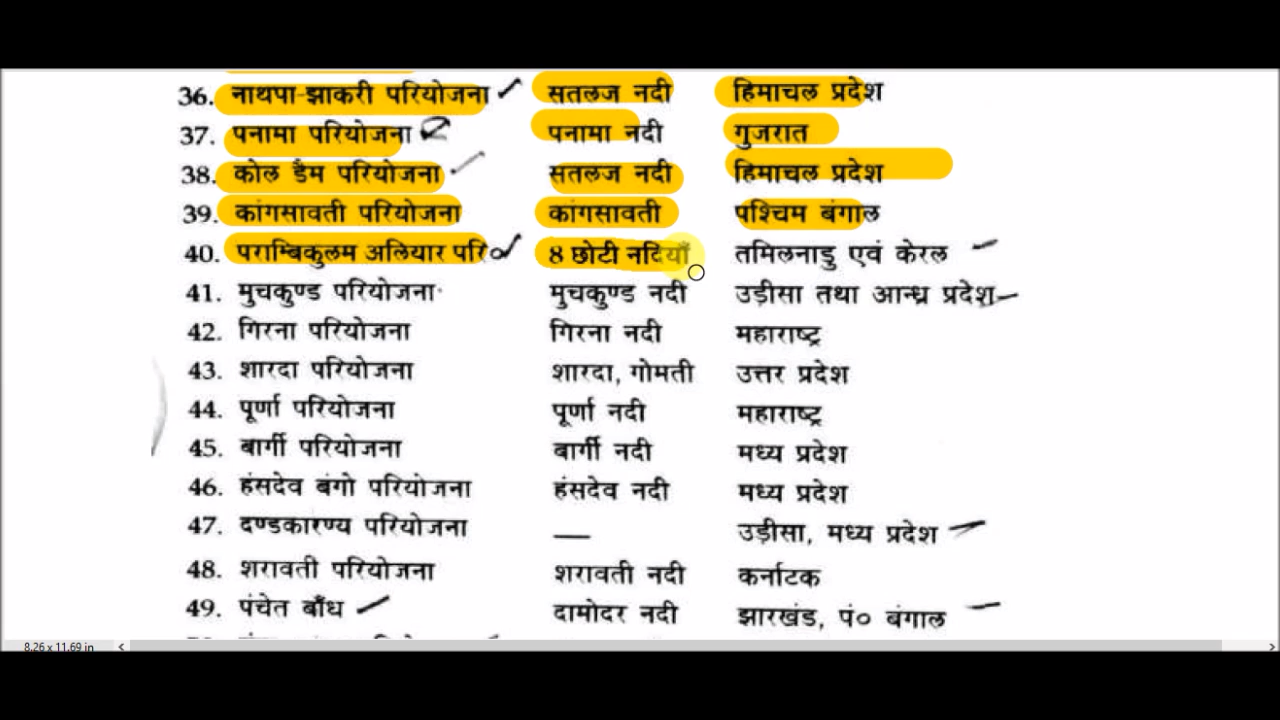 36. नाथपा-झाकरी परियोजना सतलज नदी हिमाचल प्रदेश
37. पनामा परियोजना पनामा नदी गुजरात
38. कोल डैम परियोजना सतलज नदी हिमाचल प्रदेश
39. कांगसावती परियोजना कांगसावती पश्चिम बंगाल
40. पराम्बिकुलम अलियार परि० 8 छोटी नदियाँ तमिलनाडु एवं केरल
41. मुचकुण्ड परियोजना मुचकुण्ड नदी उड़ीसा तथा आन्ध्र प्रदेश
42. गिरना परियोजना गिरना नदी महाराष्ट्र
43. शारदा परियोजना शारदा, गोमती उत्तर प्रदेश
44. पूर्णा परियोजना पूर्णा नदी महाराष्ट्र
45. बार्गी परियोजना बार्गी नदी मध्य प्रदेश
46. हंसदेव बंगो परियोजना हंसदेव नदी मध्य प्रदेश
47. दण्डकारण्य परियोजना — उड़ीसा, मध्य प्रदेश
48. शरावती परियोजना शरावती नदी कर्नाटक
49. पंचेत बाँध दामोदर नदी झारखंड, पं० बंगाल
8.26 x 11.69 in